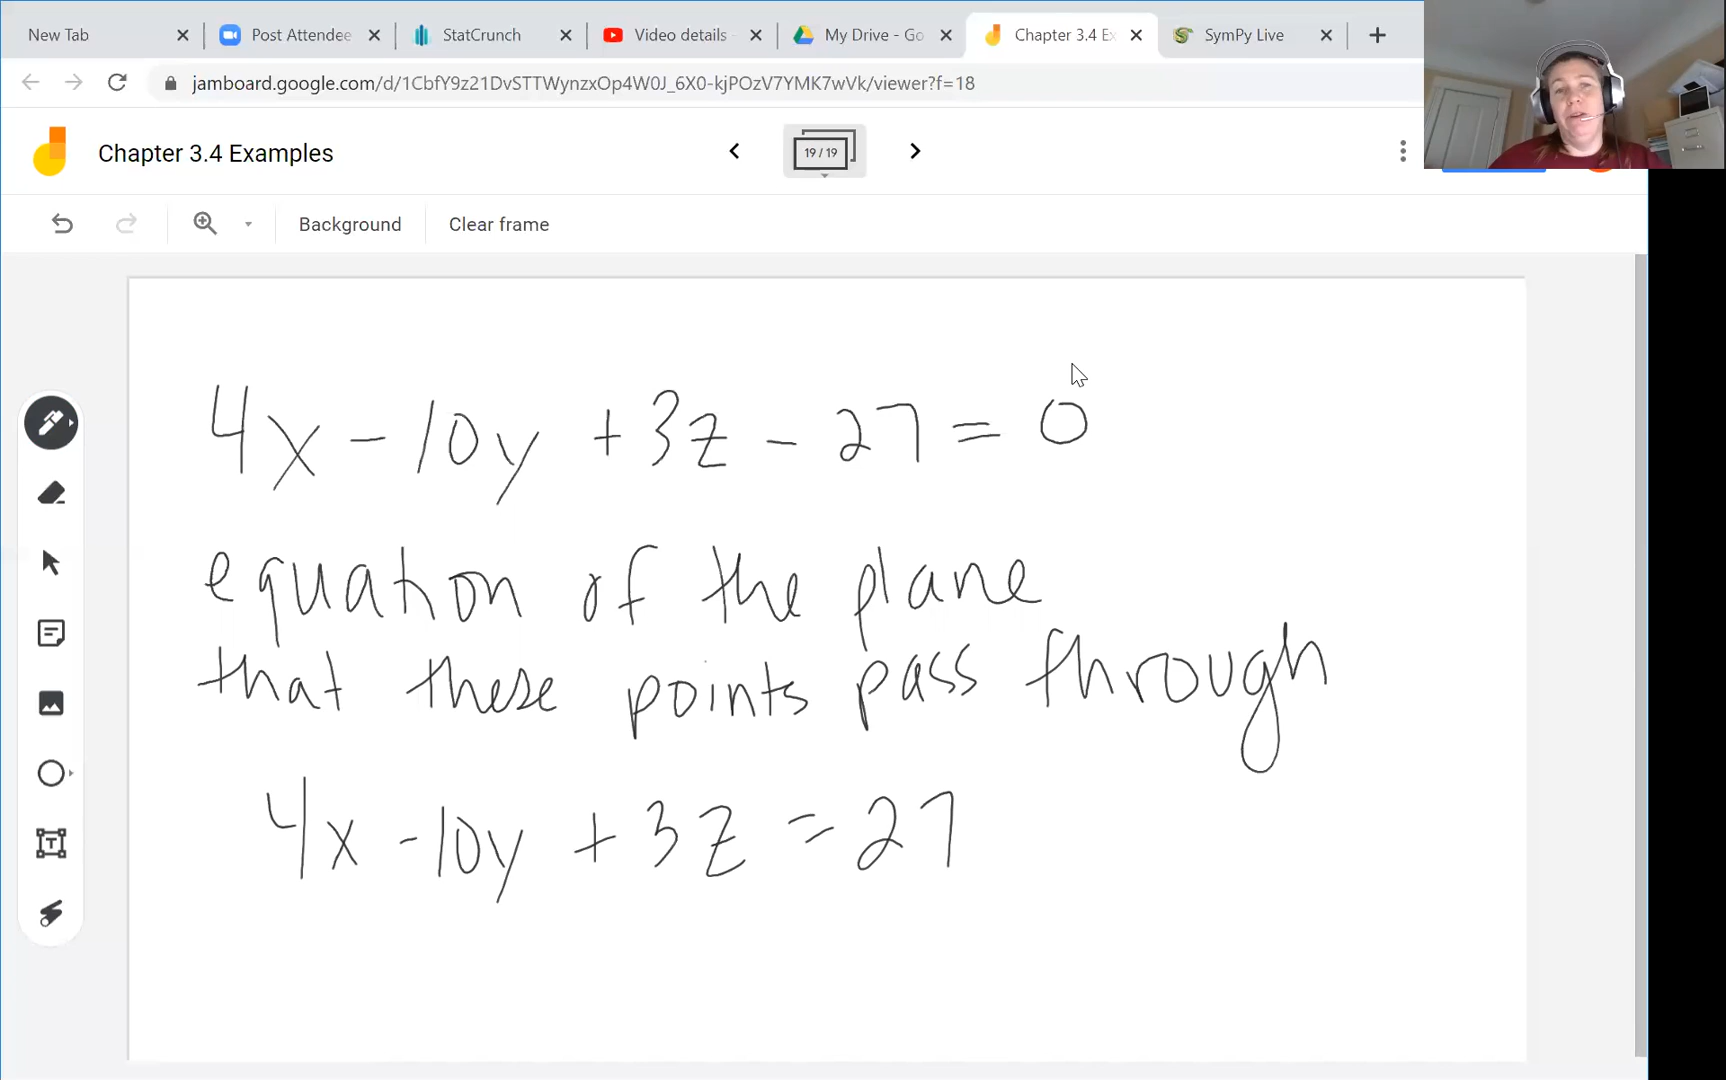 New Tab
Post Attendee
StatCrunch
Video details
My Drive - Go
Chapter 3.4 Ex
SymPy Live
jamboard.google.com/d/1CbfY9z21DvSTTWynzxOp4W0J_6X0-kjPOzV7YMK7wVk/viewer?f=18
Chapter 3.4 Examples
19 / 19
Background
Clear frame
4x - 10y + 3z - 27 = 0
equation of the plane
that these points pass through
4x - 10y + 3z = 27